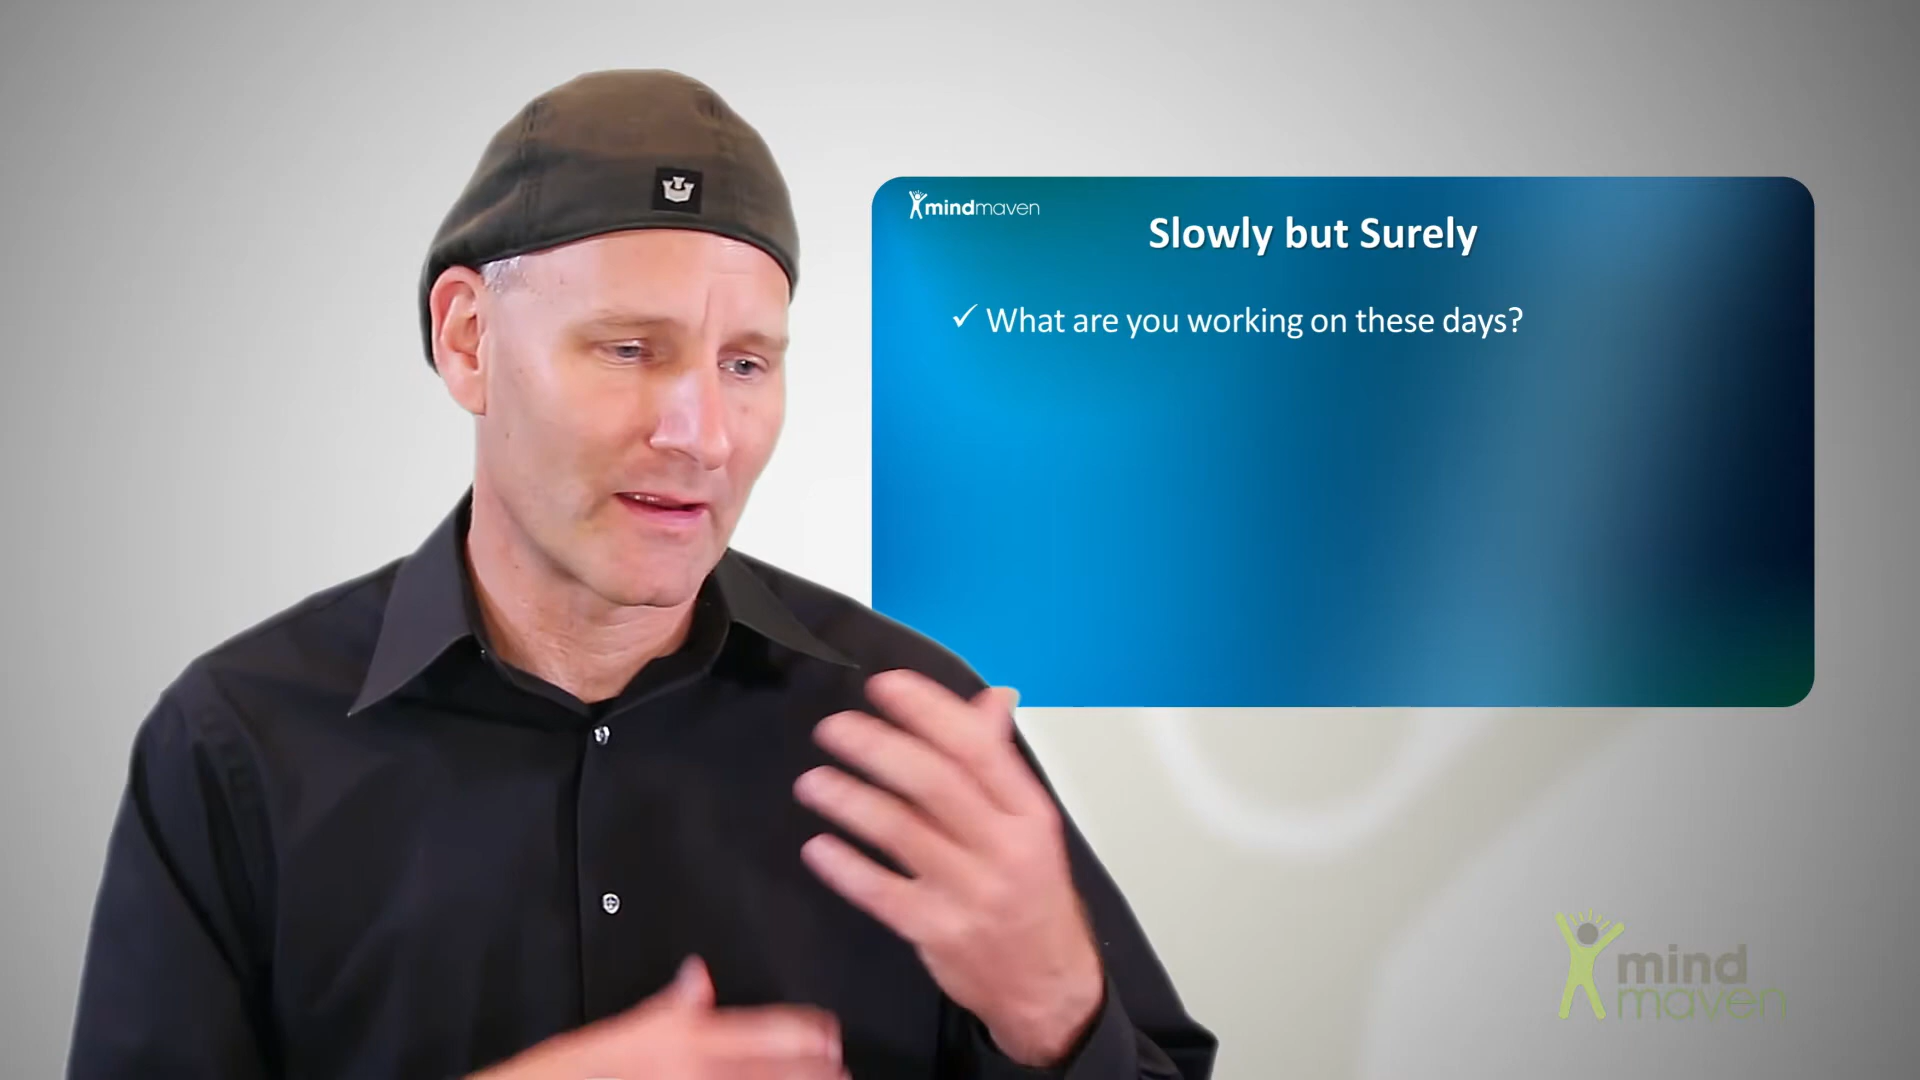 mindmaven
Slowly but Surely
✓ What are you working on these days?
mind
maven